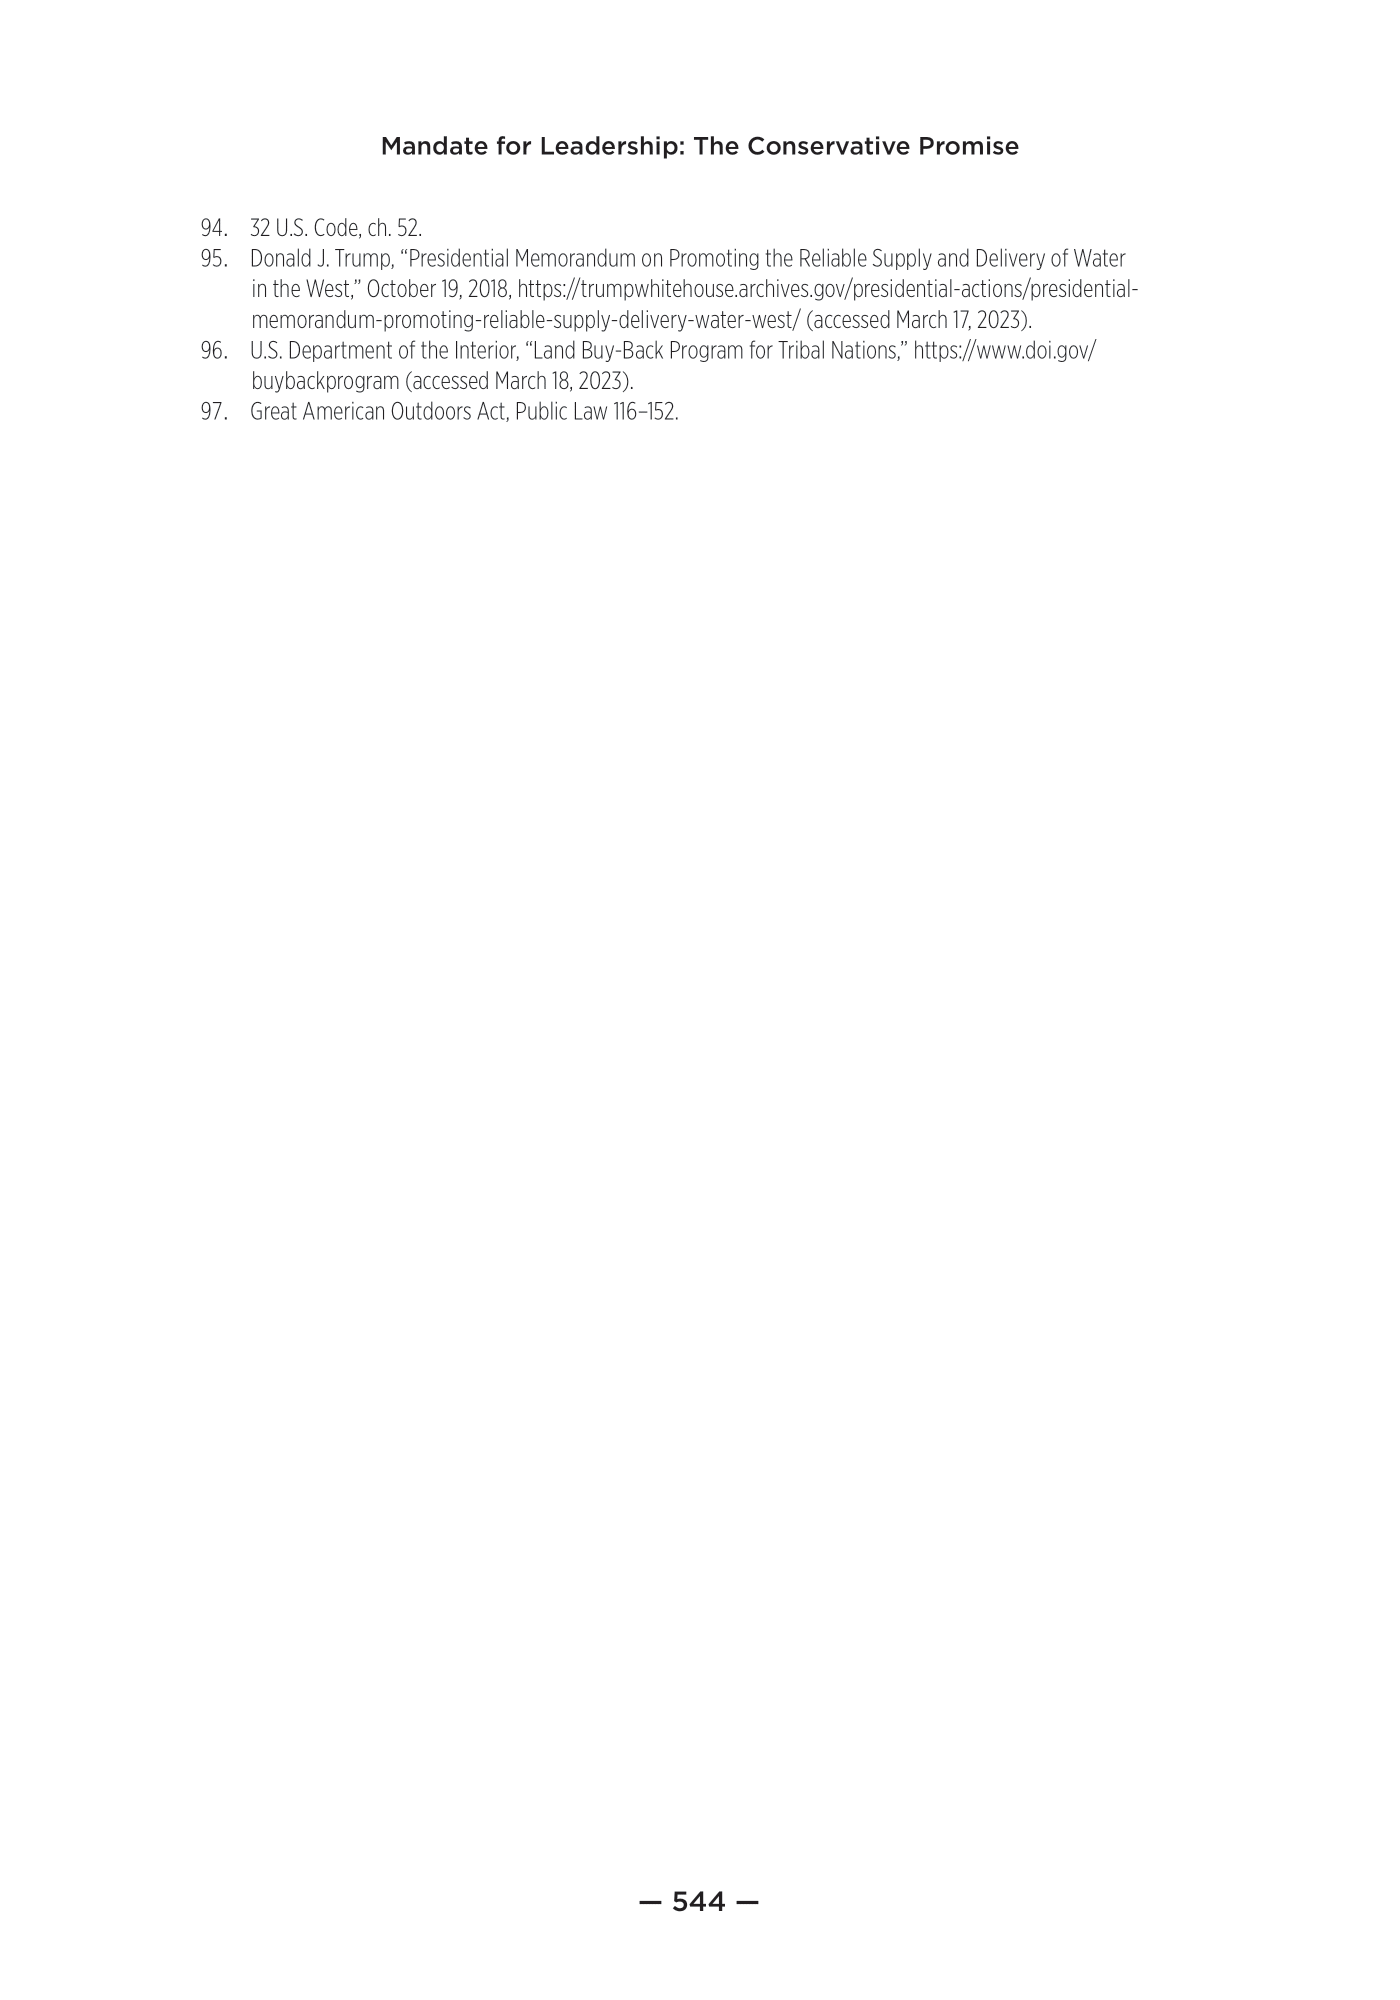 Mandate for Leadership: The Conservative Promise
94. 32 U.S. Code, ch. 52.
95. Donald J. Trump, “Presidential Memorandum on Promoting the Reliable Supply and Delivery of Water
in the West,” October 19, 2018, https://trumpwhitehouse.archives.gov/presidential-actions/presidential-
memorandum-promoting-reliable-supply-delivery-water-west/ (accessed March 17, 2023).
96. U.S. Department of the Interior, “Land Buy-Back Program for Tribal Nations,” https://www.doi.gov/
buybackprogram (accessed March 18, 2023).
97. Great American Outdoors Act, Public Law 116–152.
— 544 —